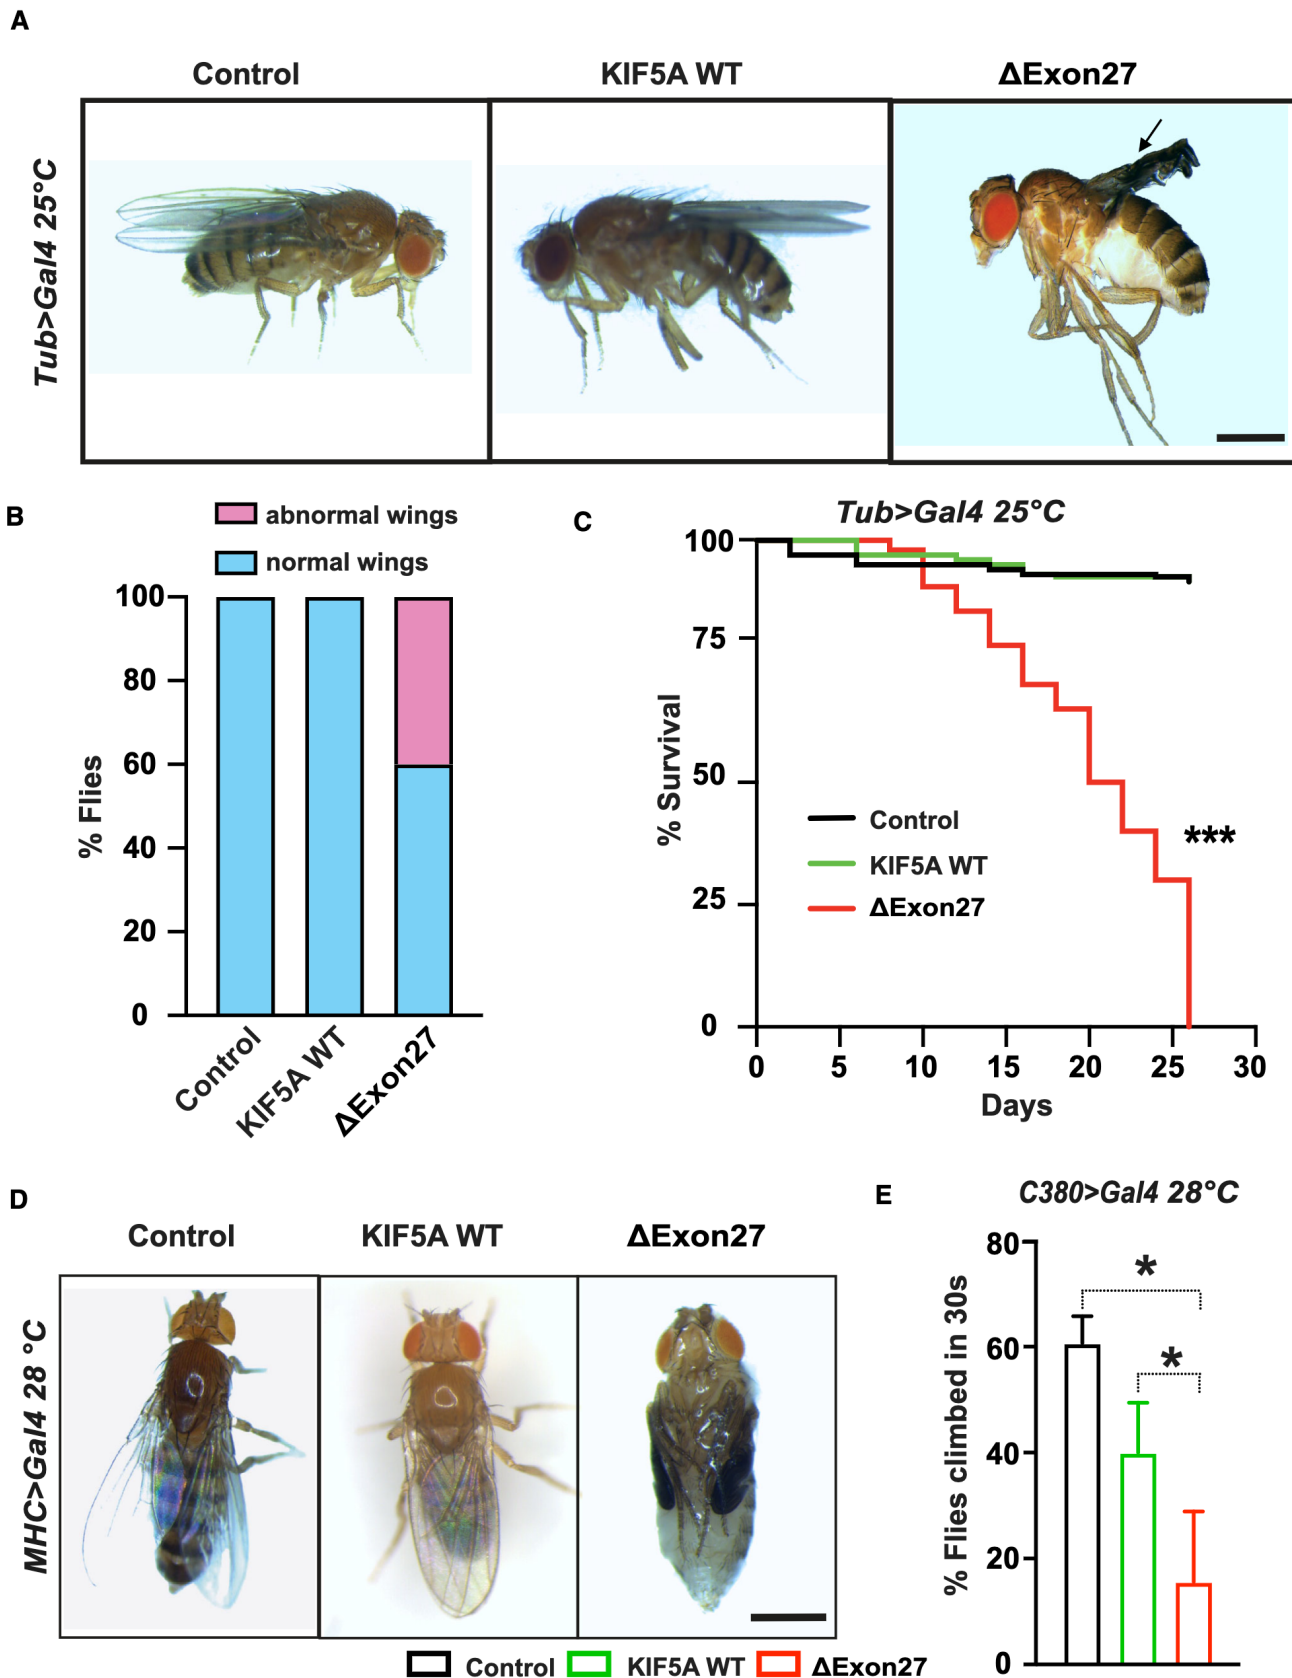 A
Control KIF5A WT ΔExon27
Tub>Gal4 25°C
B
abnormal wings
normal wings
100
80
60
40
20
0
% Flies
Control
KIF5A WT
ΔExon27
C
Tub>Gal4 25°C
100
75
50
25
0
% Survival
Control
KIF5A WT
ΔExon27
***
0 5 10 15 20 25 30
Days
D
Control KIF5A WT ΔExon27
MHC>Gal4 28 °C
E
C380>Gal4 28°C
80
60
40
20
0
% Flies climbed in 30s
*
*
Control KIF5A WT ΔExon27